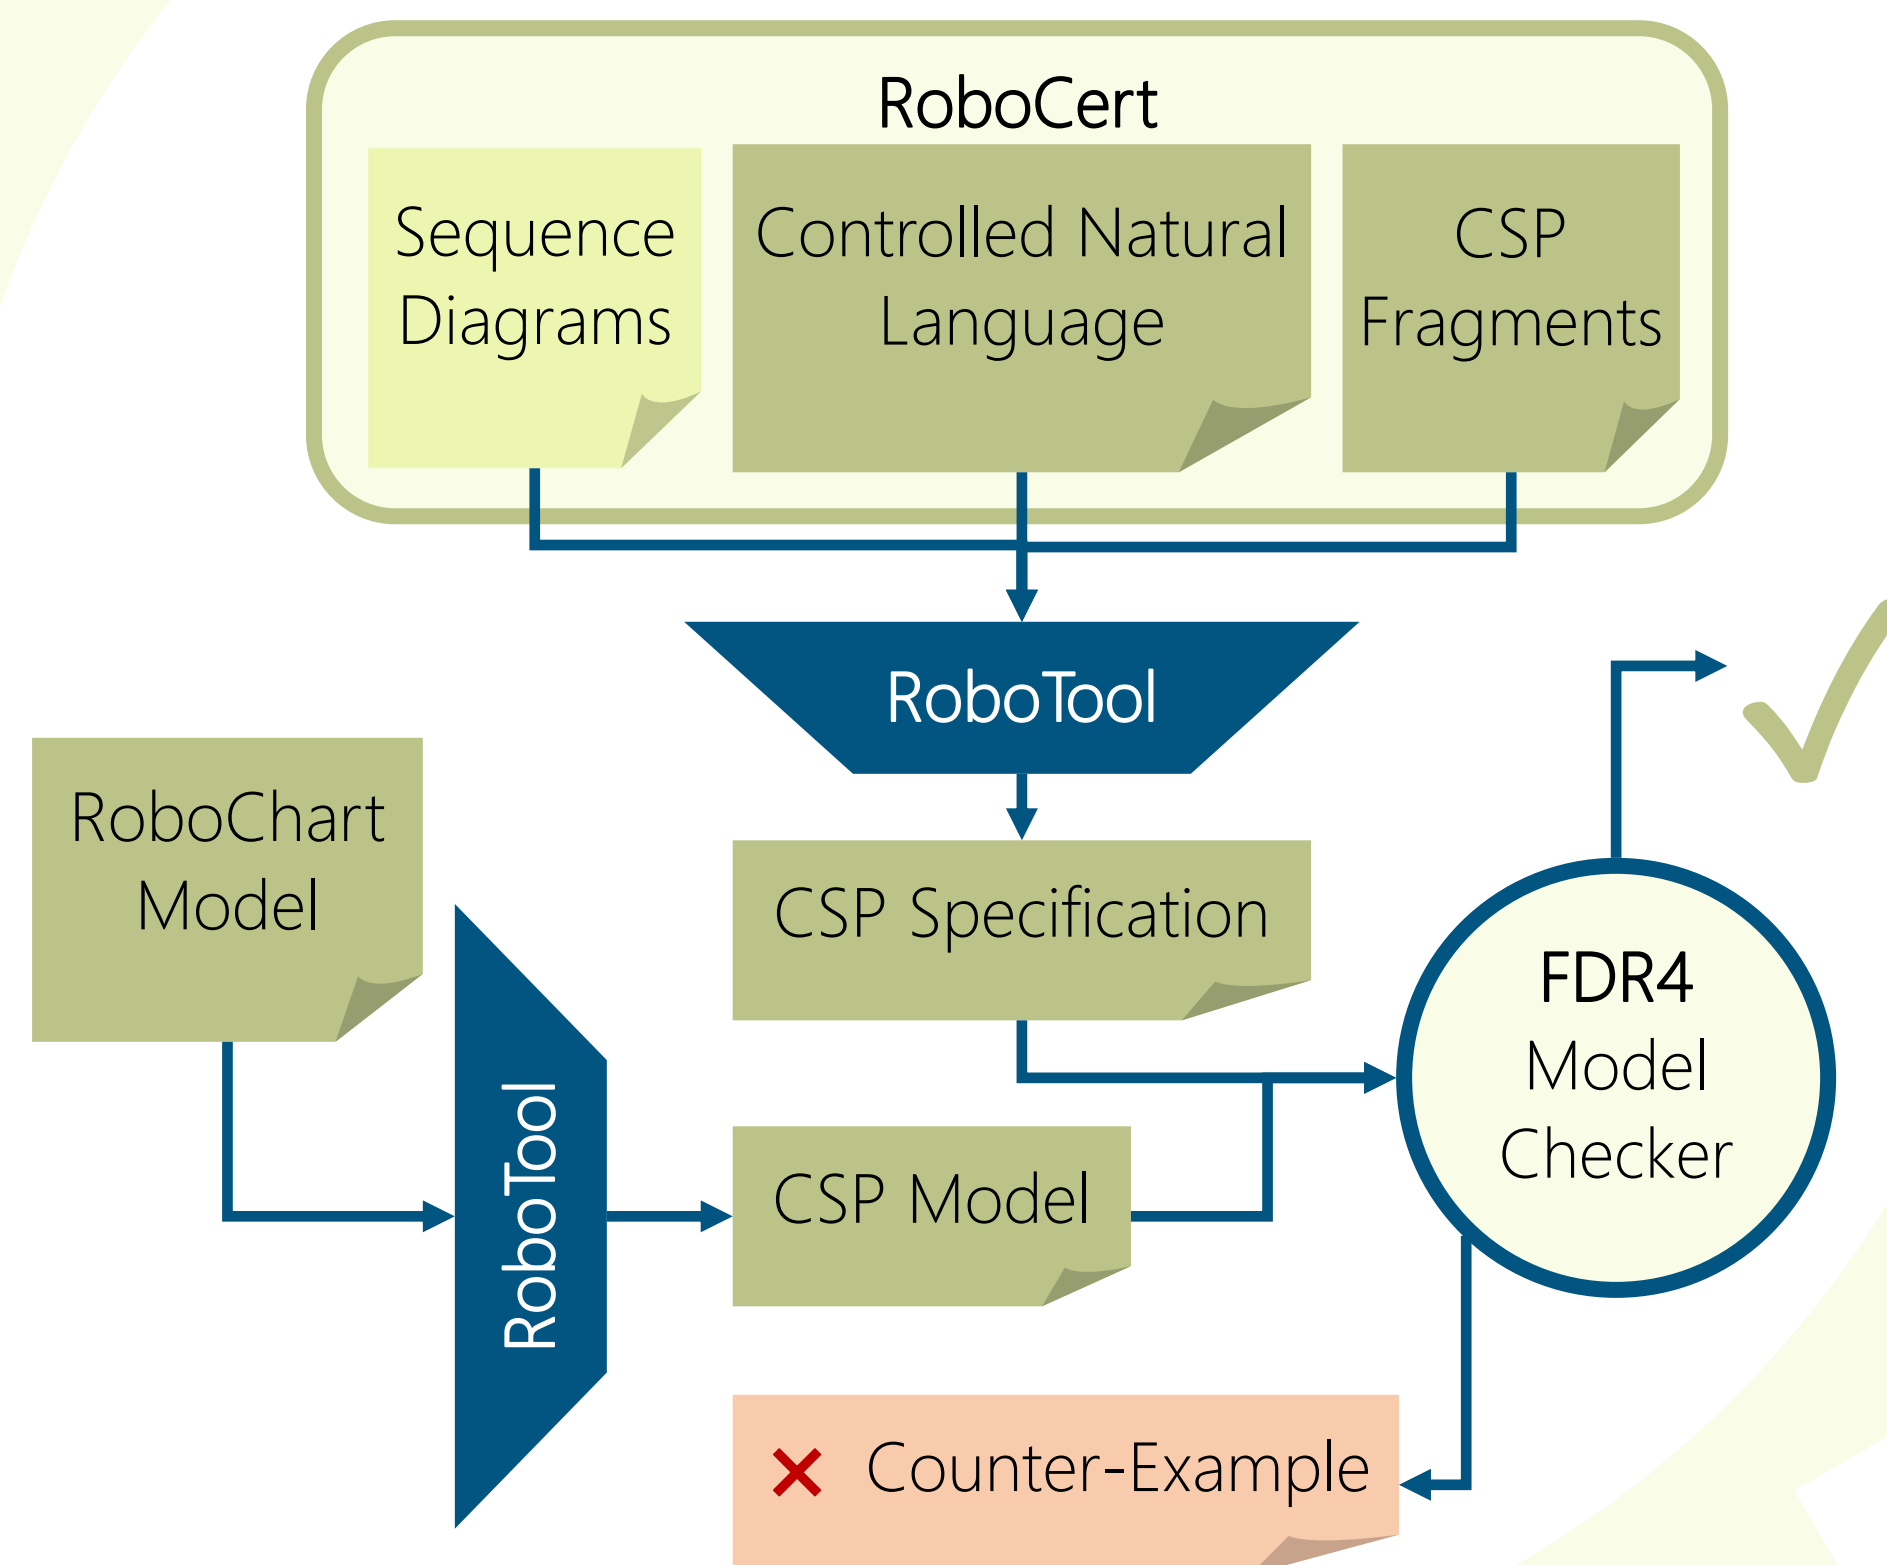 RoboCert
Sequence
Diagrams
Controlled Natural
Language
CSP
Fragments
RoboTool
RoboChart
Model
CSP Specification
FDR4
Model
Checker
RoboTool
CSP Model
Counter-Example